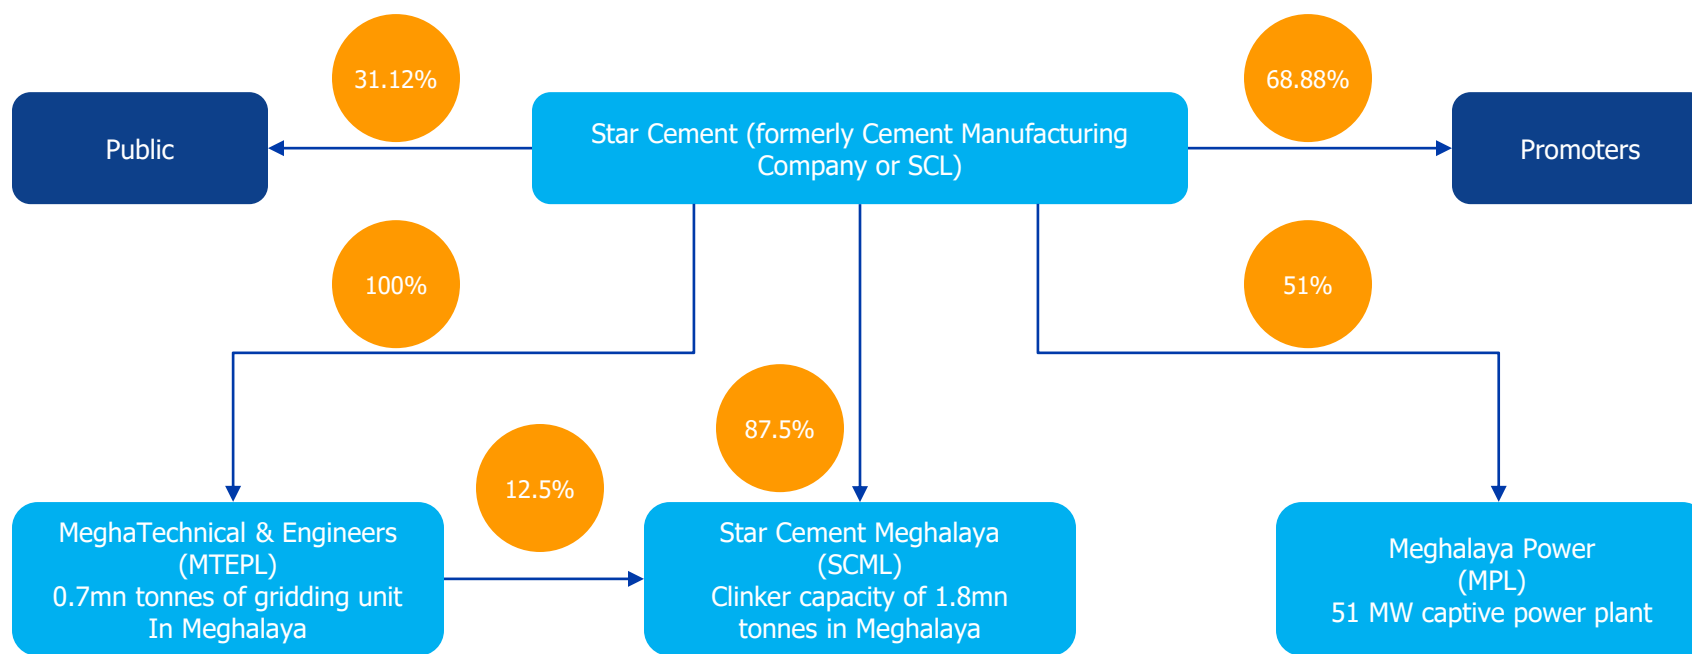 31.12%
68.88%
Public
Star Cement (formerly Cement Manufacturing
Company or SCL)
Promoters
100%
51%
87.5%
12.5%
MeghaTechnical & Engineers
(MTEPL)
0.7mn tonnes of gridding unit
In Meghalaya
Star Cement Meghalaya
(SCML)
Clinker capacity of 1.8mn
tonnes in Meghalaya
Meghalaya Power
(MPL)
51 MW captive power plant